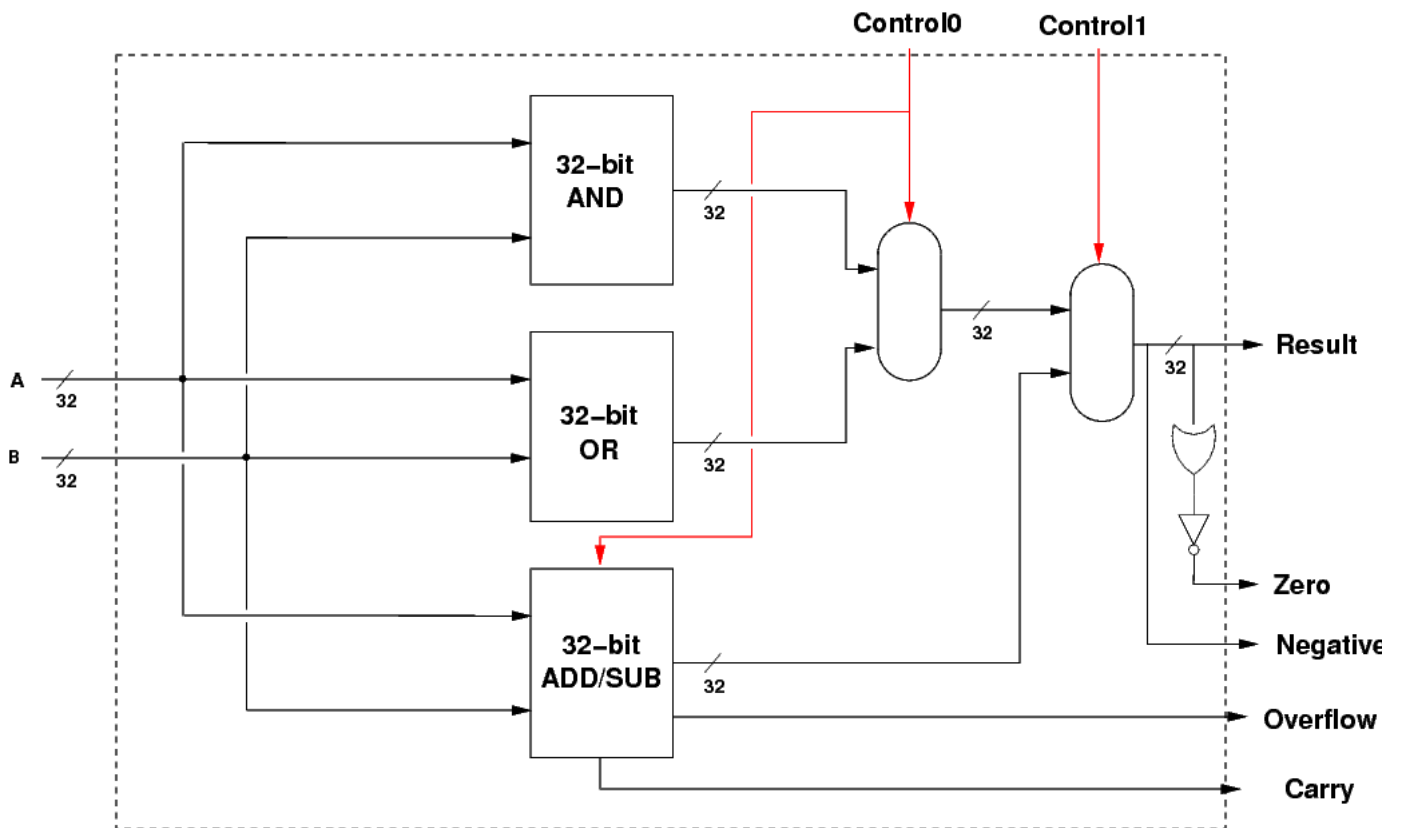 Control0
Control1
32–bit
AND
32
32
A
32
32–bit
OR
Result
32
B
32
32
Zero
32–bit
ADD/SUB
32
Negative
Overflow
Carry